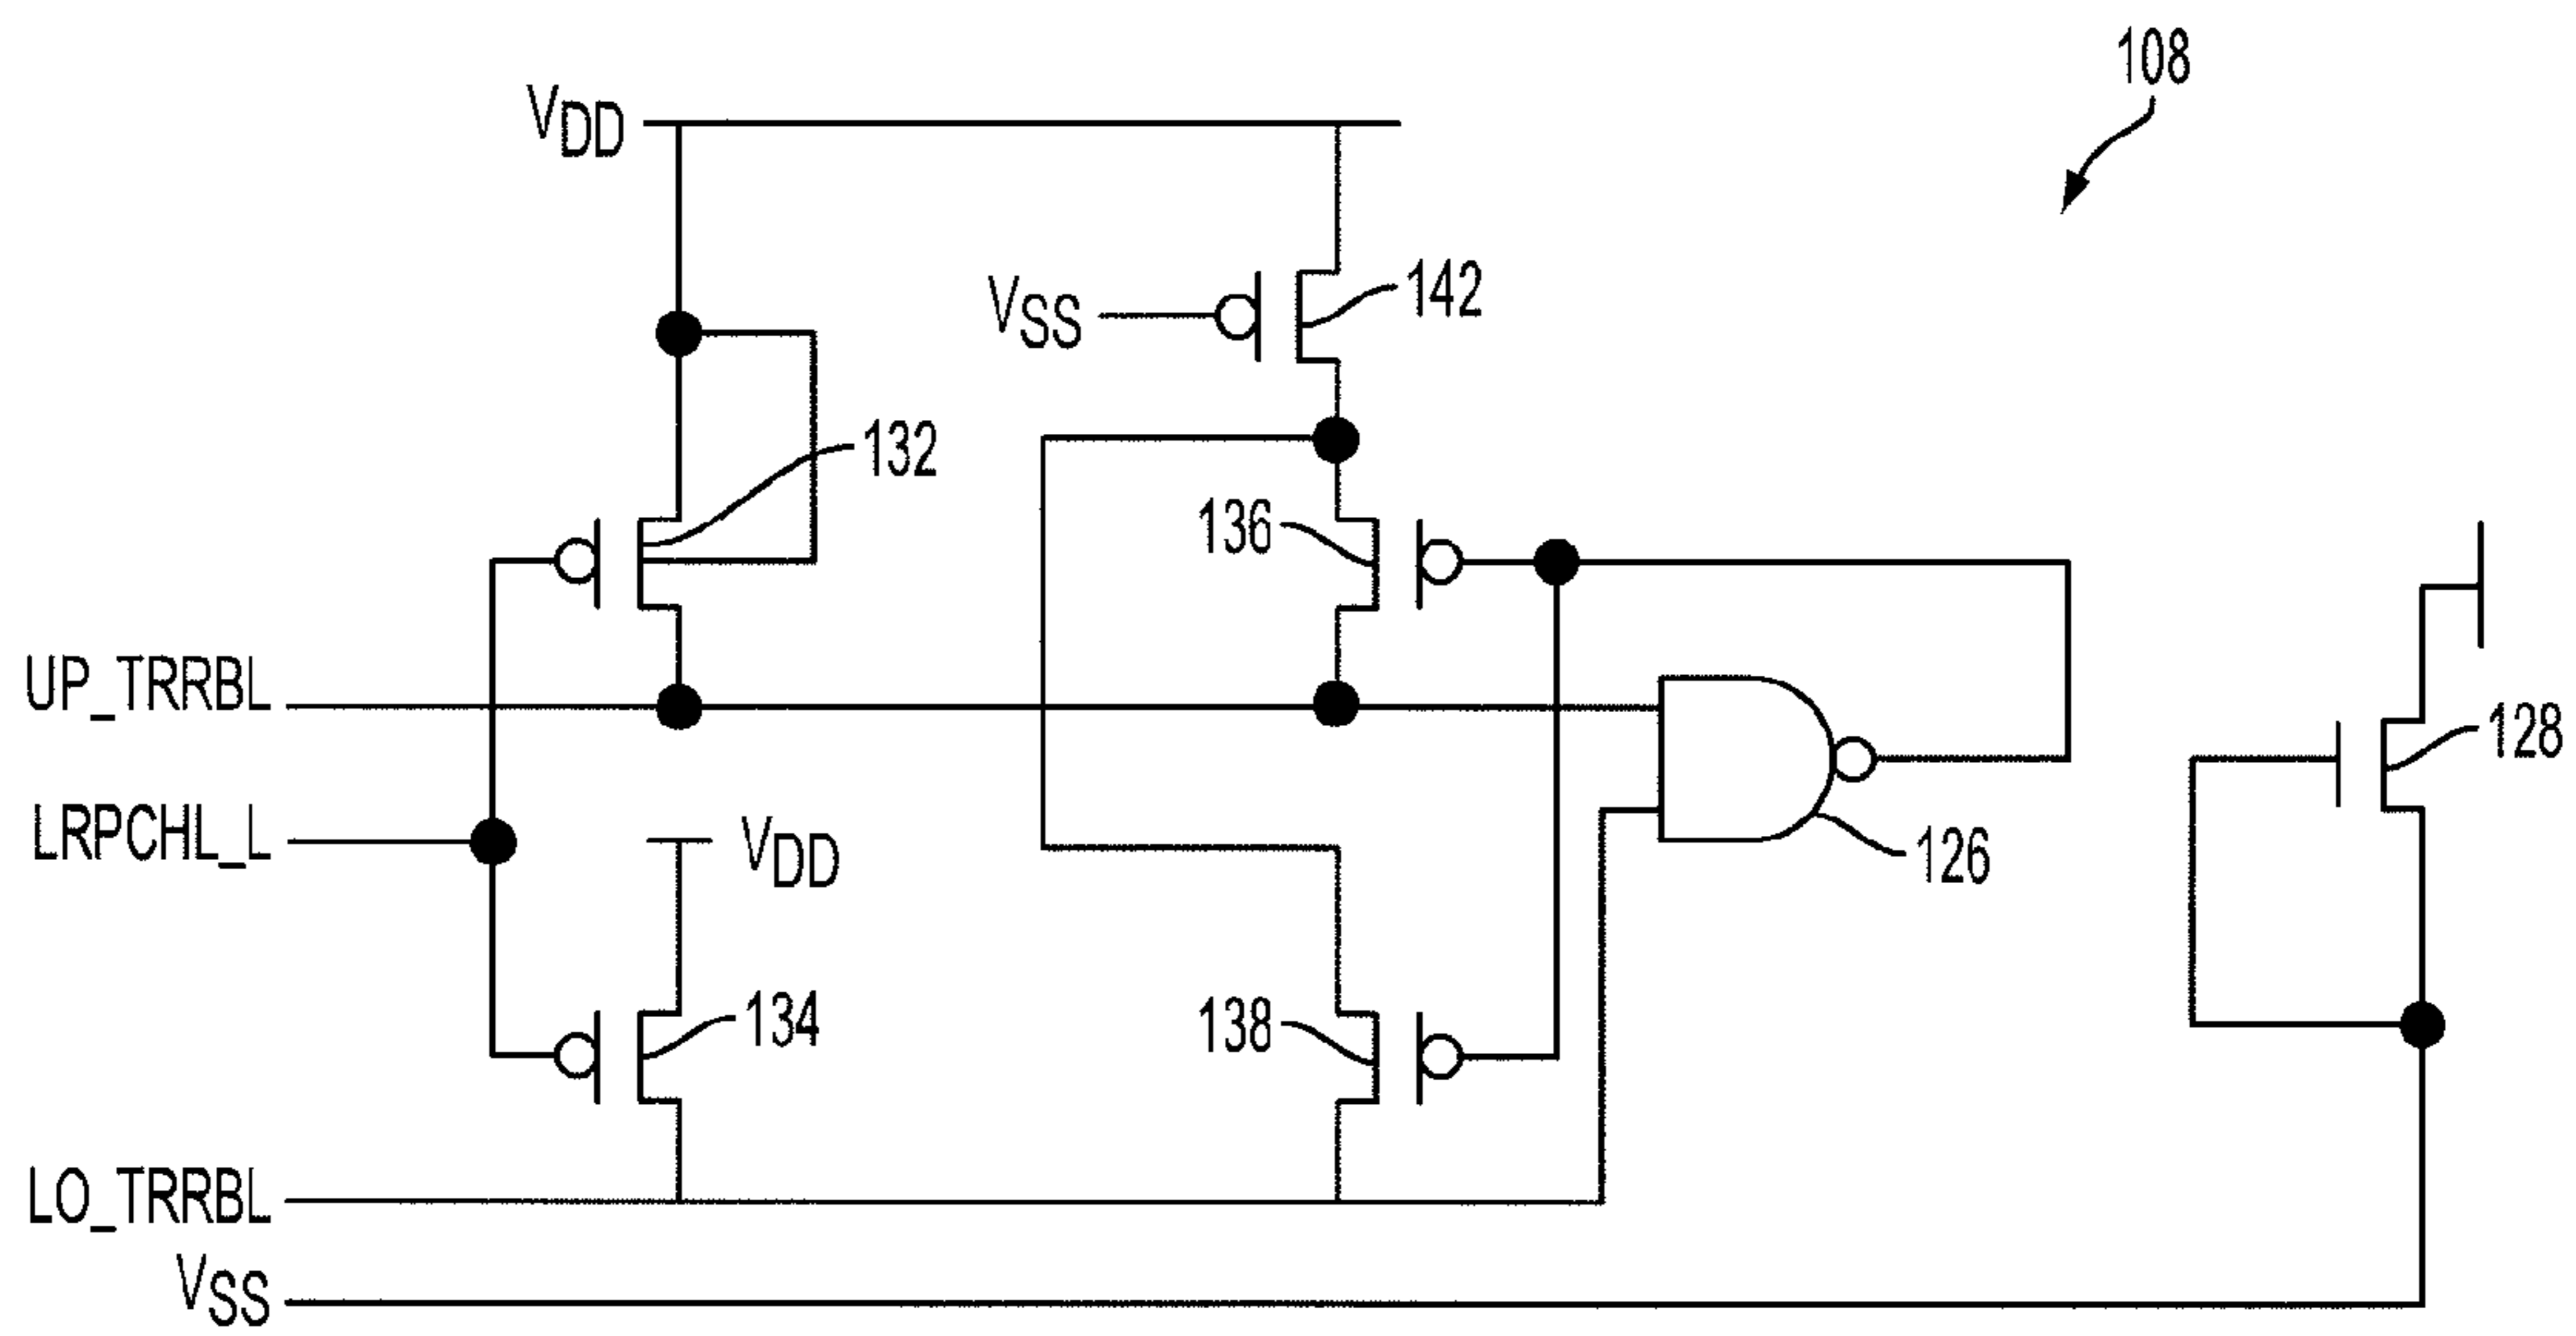 108
VDD
VSS
142
132
136
UP_TRRBL
128
LRPCHL_L
VDD
126
134
138
LO_TRRBL
VSS